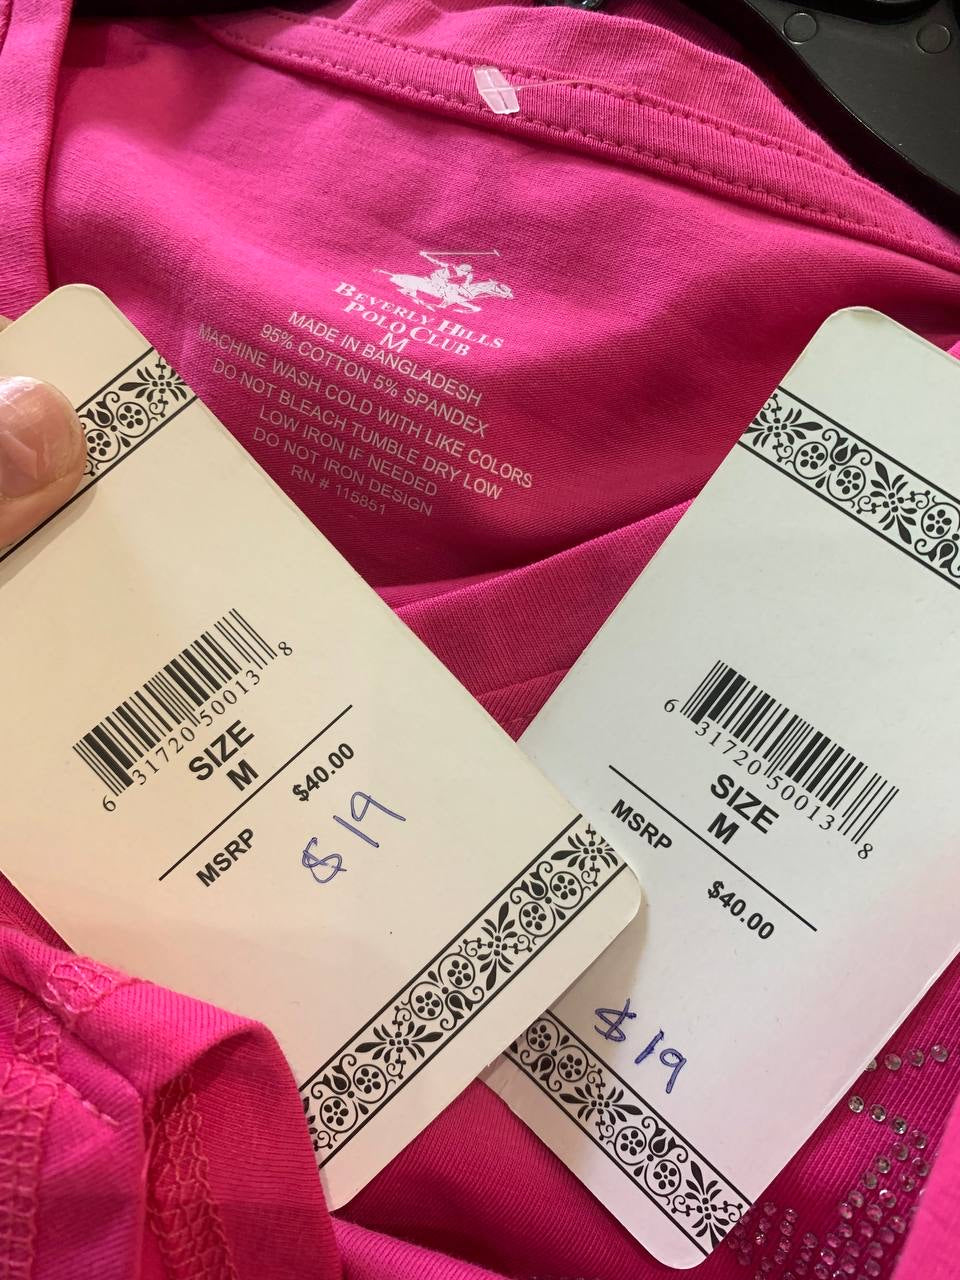 BEVERLY HILLS
POLO CLUB
M
MADE IN BANGLADESH
95% COTTON 5% SPANDEX
MACHINE WASH COLD WITH LIKE COLORS
DO NOT BLEACH TUMBLE DRY LOW
LOW IRON IF NEEDED
DO NOT IRON DESIGN
RN # 115851
6 31720 50013 8
SIZE
M
MSRP $40.00
$19
6 31720 50013 8
SIZE
M
MSRP $40.00
$19